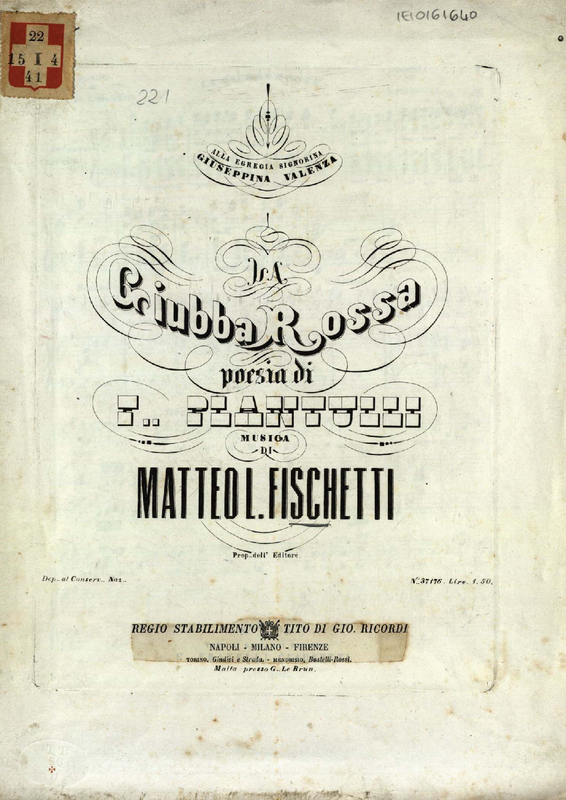 IE10161640
22
15 I 4
41
221
ALLA EGREGIA SIGNORINA
GIUSEPPINA VALENZA
LA
Giubba Rossa
poesia di
F.. PLANTULLI
MUSICA
DI
MATTEO L. FISCHETTI
Prop. dell' Editore.
Dep.. al Conserv.. Naz..
N.. 37176. Lire.. 1. 50.
REGIO STABILIMENTO TITO DI GIO. RICORDI
NAPOLI - MILANO - FIRENZE
TORINO, Giudici e Strada. - MENDRISIO, Bustelli-Rossi.
Malta presso G.. Le Brun.